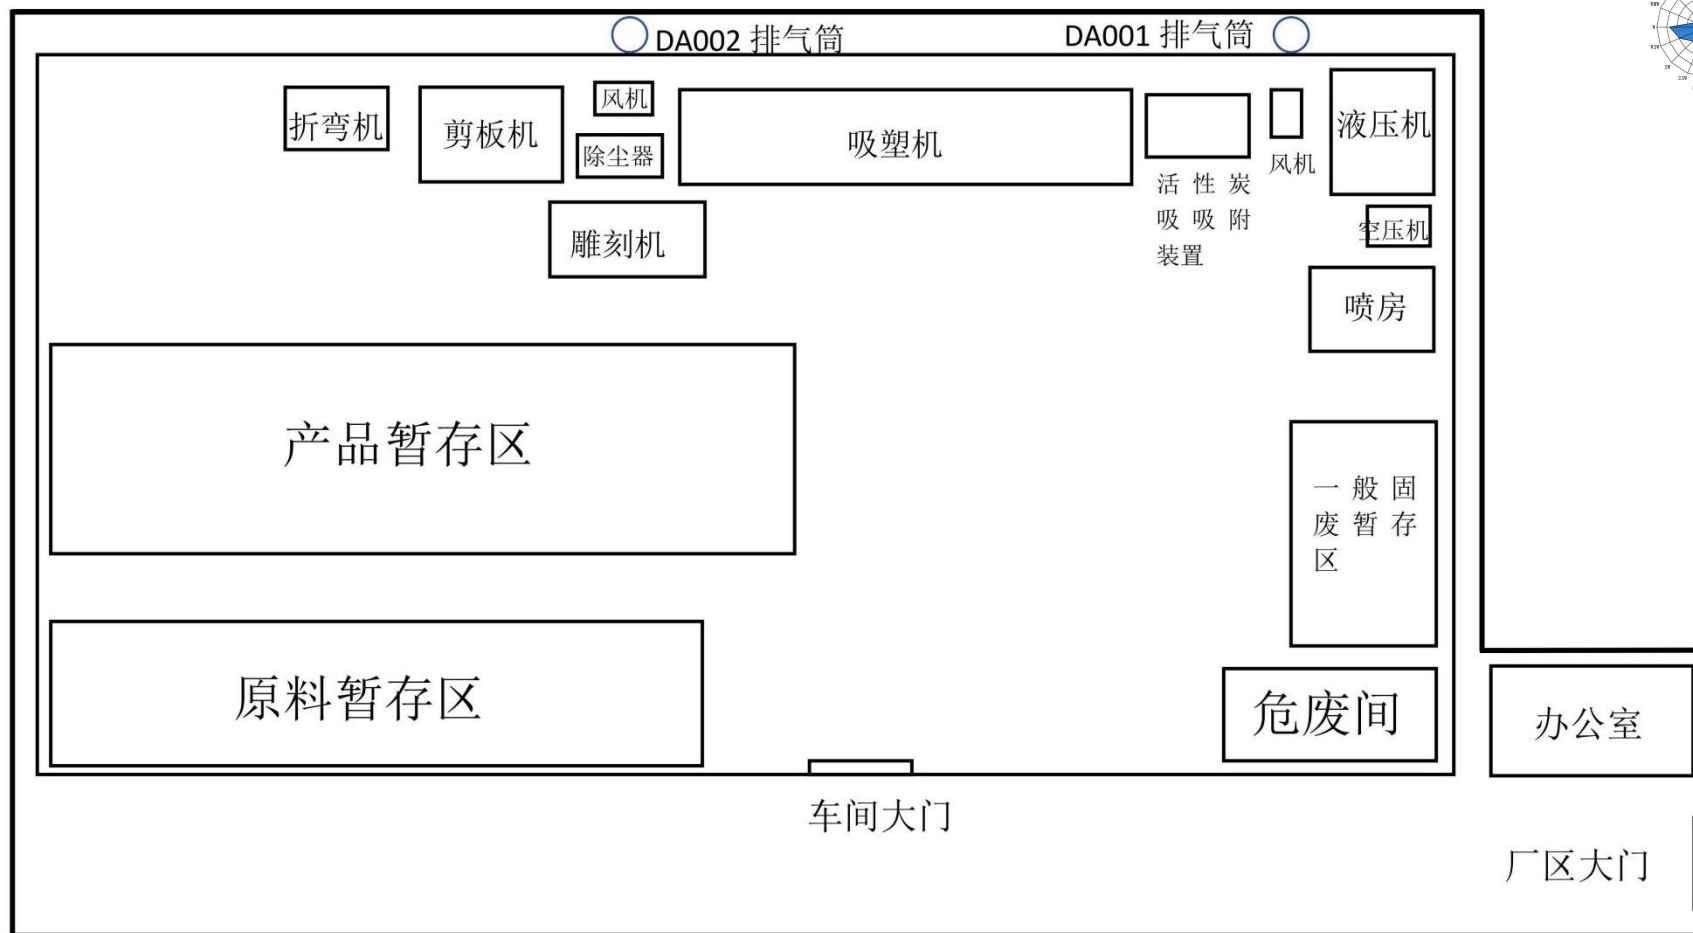 DA002 排气筒
DA001 排气筒
折弯机
剪板机
风机
除尘器
吸塑机
活性炭
吸吸附
装置
风机
液压机
空压机
雕刻机
喷房
产品暂存区
一般固
废暂存
区
原料暂存区
危废间
办公室
车间大门
厂区大门